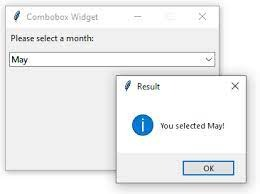 Combobox Widget
Please select a month:
May
Result
You selected May!
OK